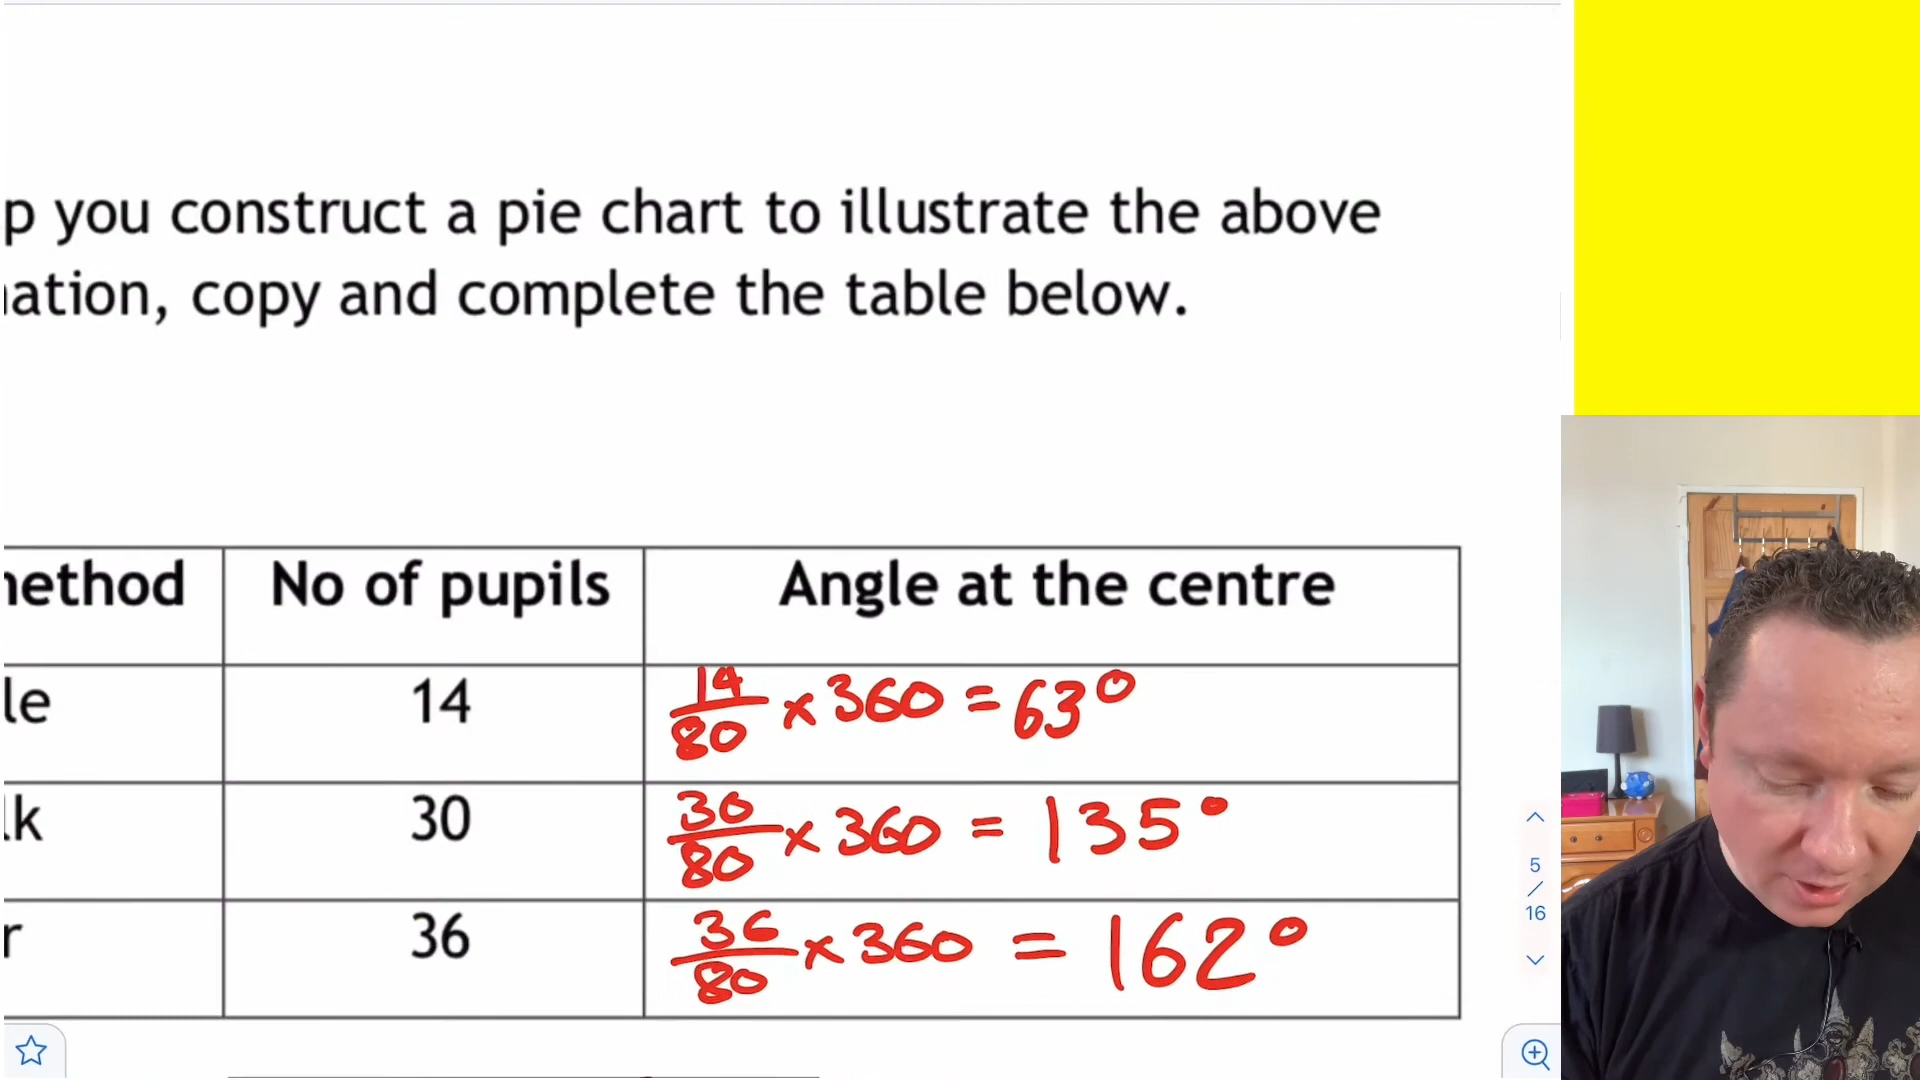 p you construct a pie chart to illustrate the above
ation, copy and complete the table below.
ethod No of pupils Angle at the centre
le 14 14/80 × 360 = 63°
lk 30 30/80 × 360 = 135°
r 36 36/80 × 360 = 162°
5
/
16